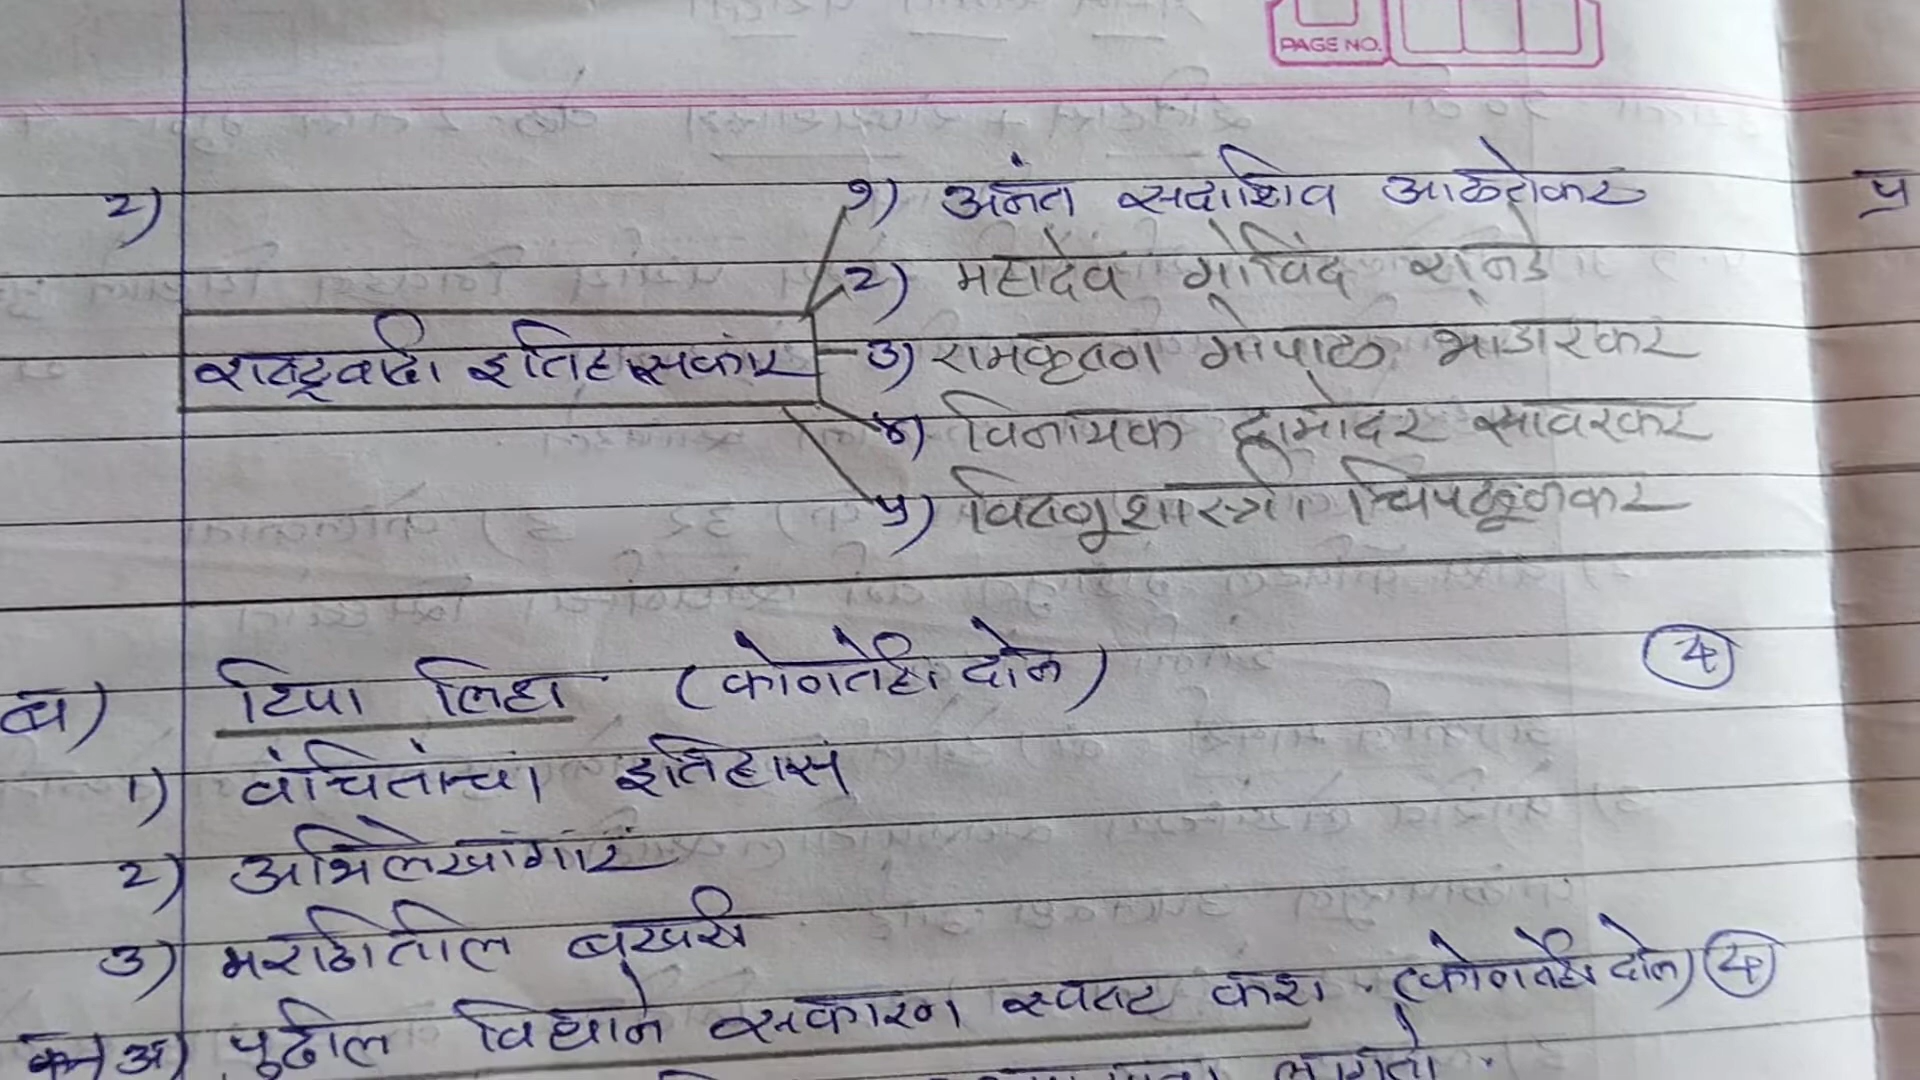 PAGE NO.
२)
१) अनंत सदाशिव आळतेकर
२) महादेव गोविंद रानडे
राष्ट्रवादी इतिहासकार
३) रामकृष्ण गोपाळ भांडारकर
४) विनायक दामोदर सावरकर
५) विष्णूशास्त्री चिपळूणकर
प्र
ब) टिपा लिहा (कोणतेही दोन) ४
1) वंचितांचा इतिहास
२) अभिलेखागार
३) मराठीतील बखरी
अ) पुढील विधाने सकारण स्पष्ट करा. (कोणतेही दोन) ४
लागतो.